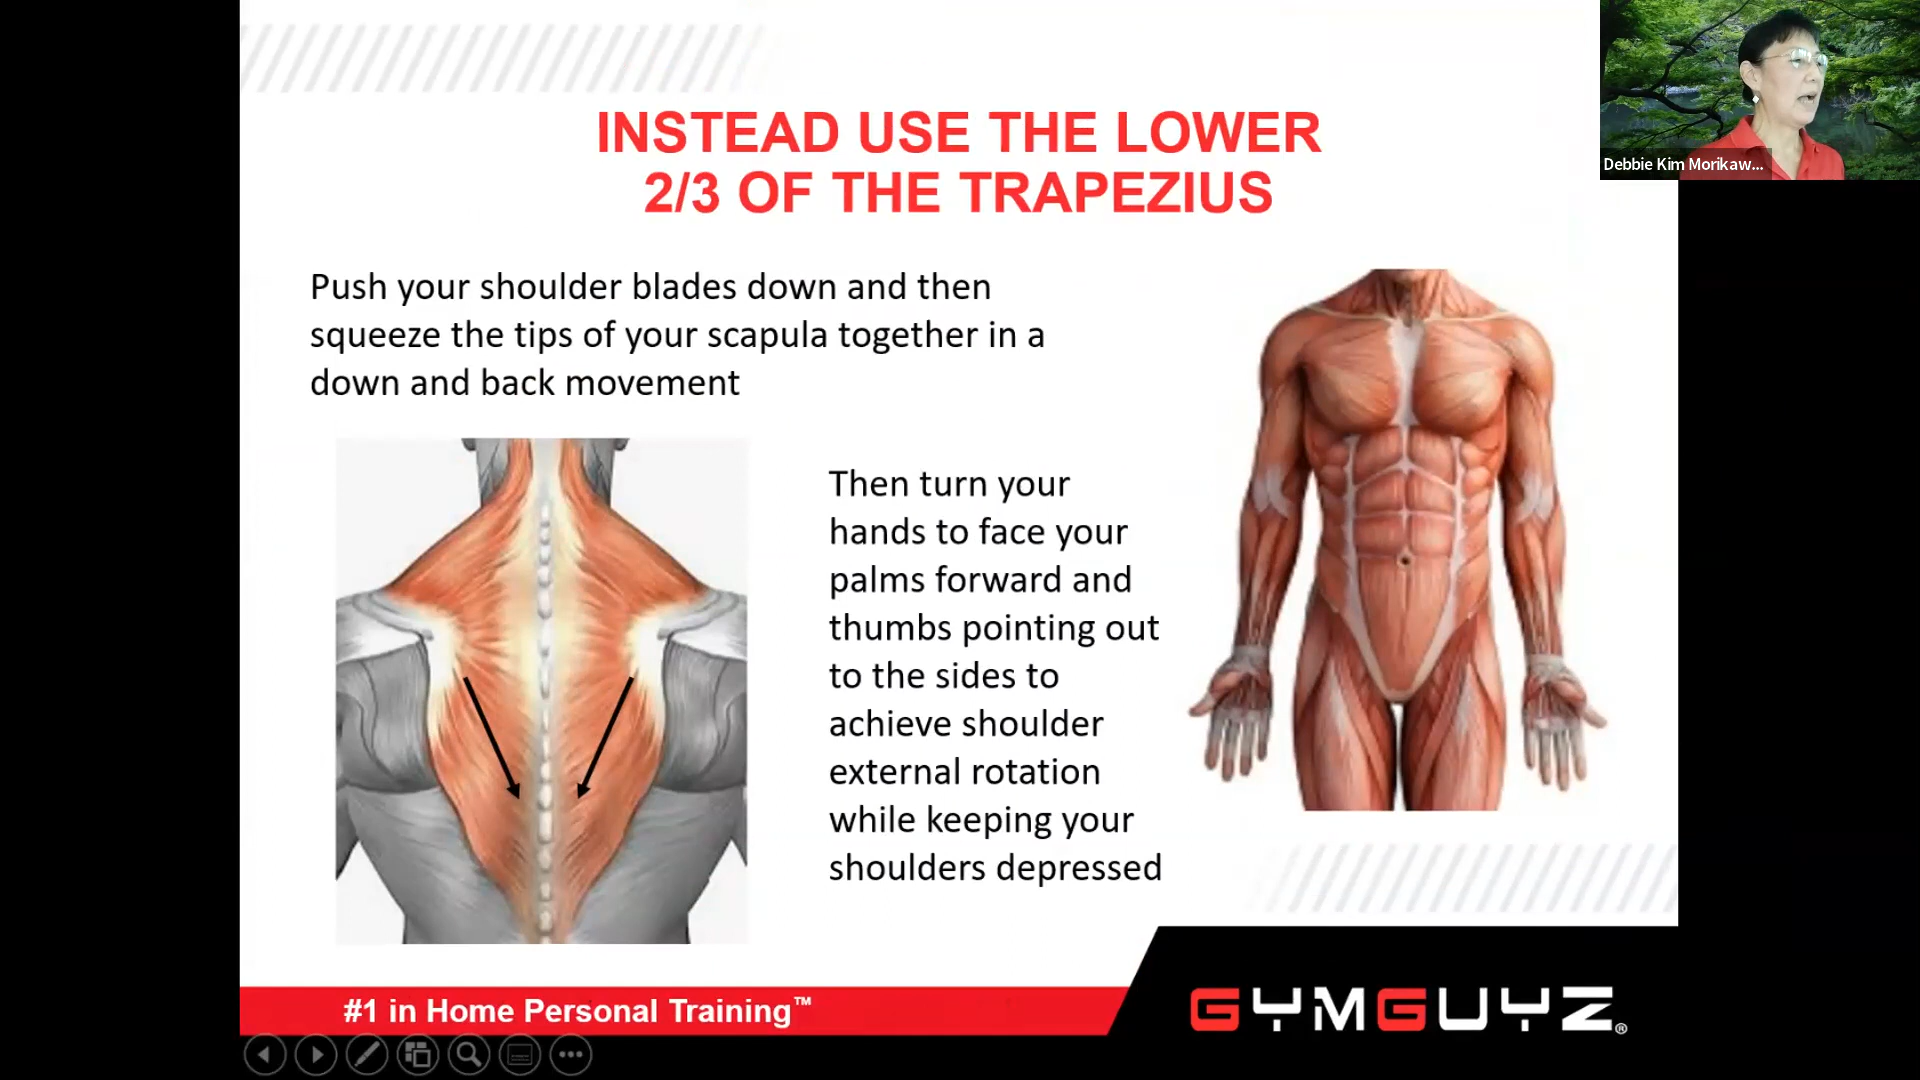 INSTEAD USE THE LOWER
2/3 OF THE TRAPEZIUS
Debbie Kim Morikaw...
Push your shoulder blades down and then
squeeze the tips of your scapula together in a
down and back movement
Then turn your
hands to face your
palms forward and
thumbs pointing out
to the sides to
achieve shoulder
external rotation
while keeping your
shoulders depressed
#1 in Home Personal Training™
GYMGUYZ®